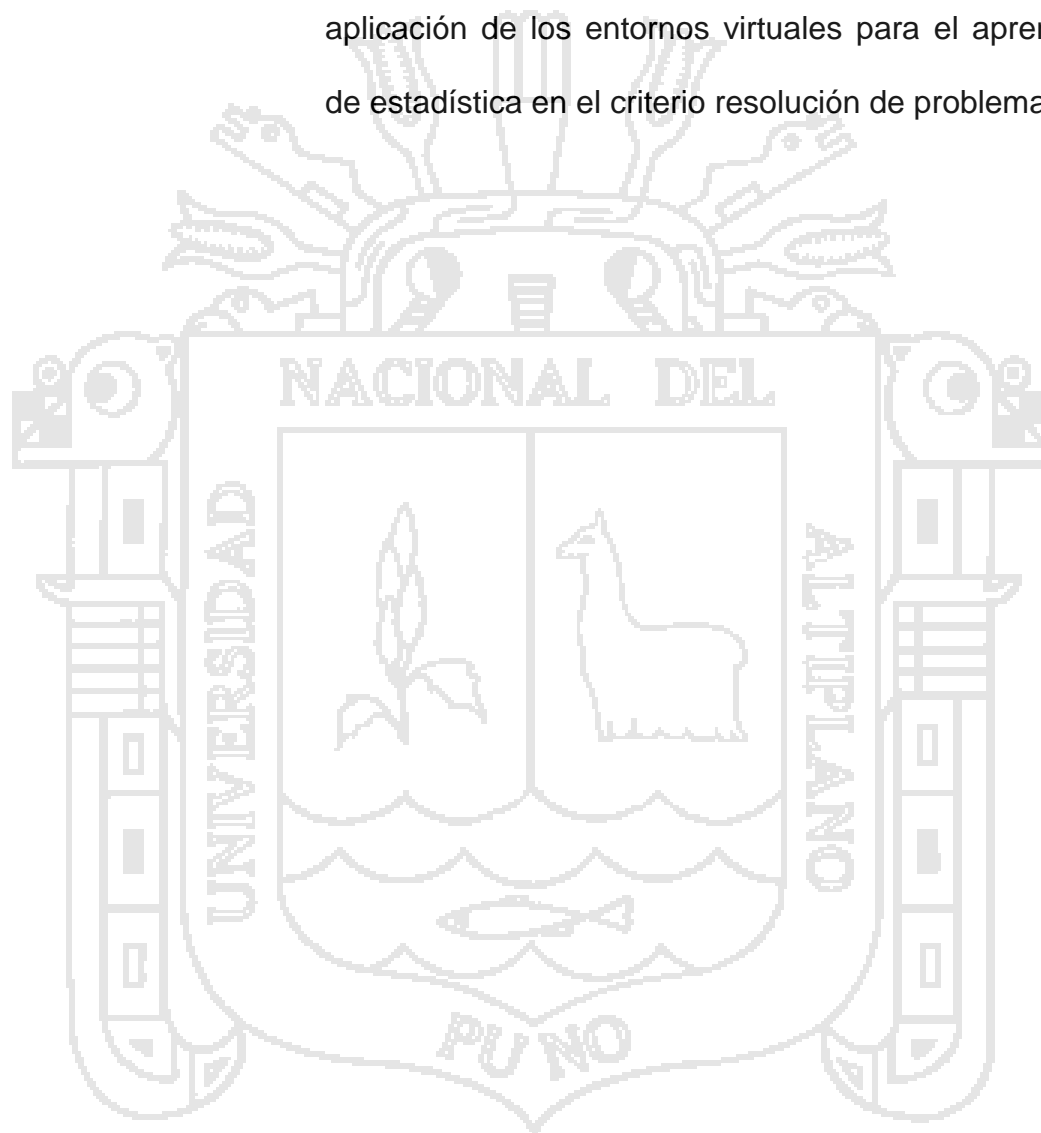 aplicación de los entornos virtuales para el apre
de estadística en el criterio resolución de problema
NACIONAL DEL
UNIVERSIDAD
ALTIPLANO
PUNO